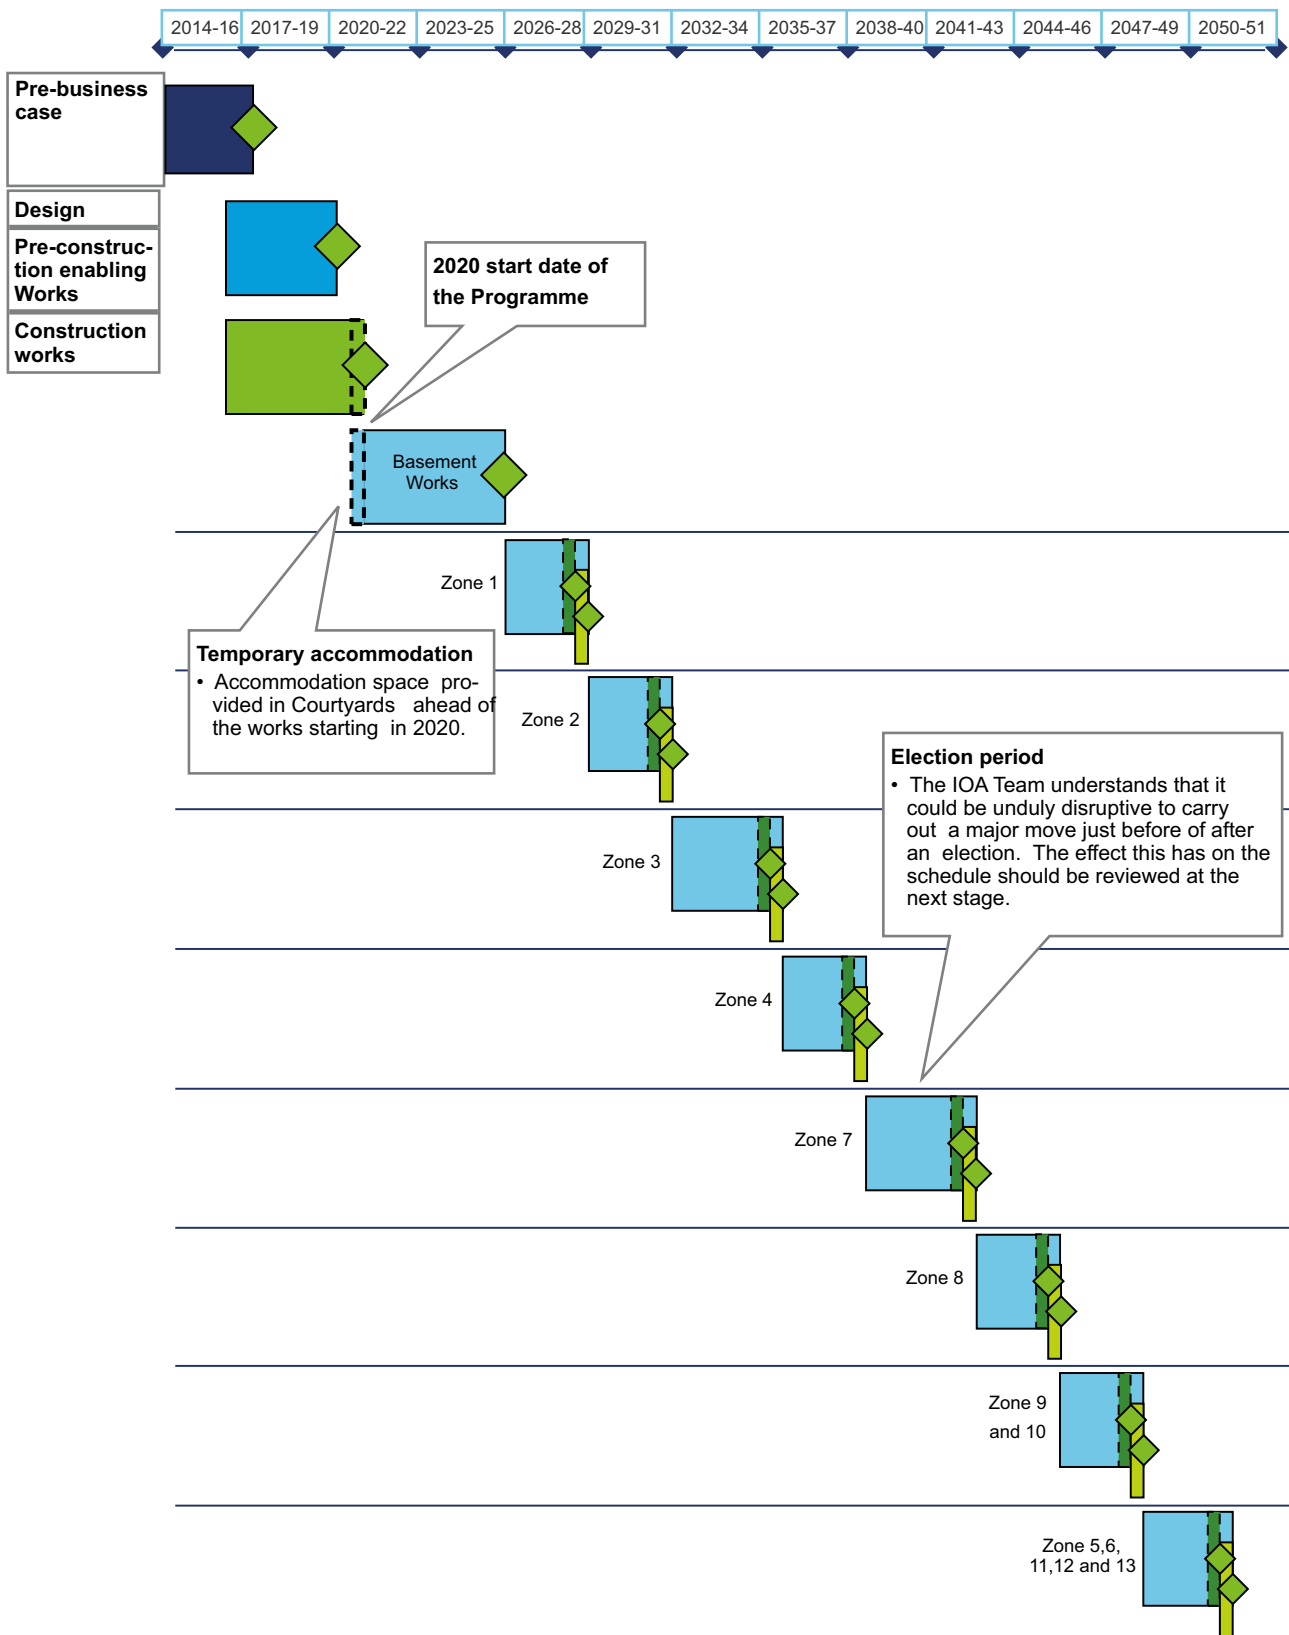 2014-16 2017-19 2020-22 2023-25 2026-28 2029-31 2032-34 2035-37 2038-40 2041-43 2044-46 2047-49 2050-51
Pre-business
case
Design
Pre-construc-
tion enabling
Works
Construction
works
2020 start date of
the Programme
Basement
Works
Zone 1
Temporary accommodation
• Accommodation space pro-
vided in Courtyards ahead of
the works starting in 2020.
Zone 2
Election period
• The IOA Team understands that it
could be unduly disruptive to carry
out a major move just before of after
an election. The effect this has on the
schedule should be reviewed at the
next stage.
Zone 3
Zone 4
Zone 7
Zone 8
Zone 9
and 10
Zone 5,6,
11,12 and 13